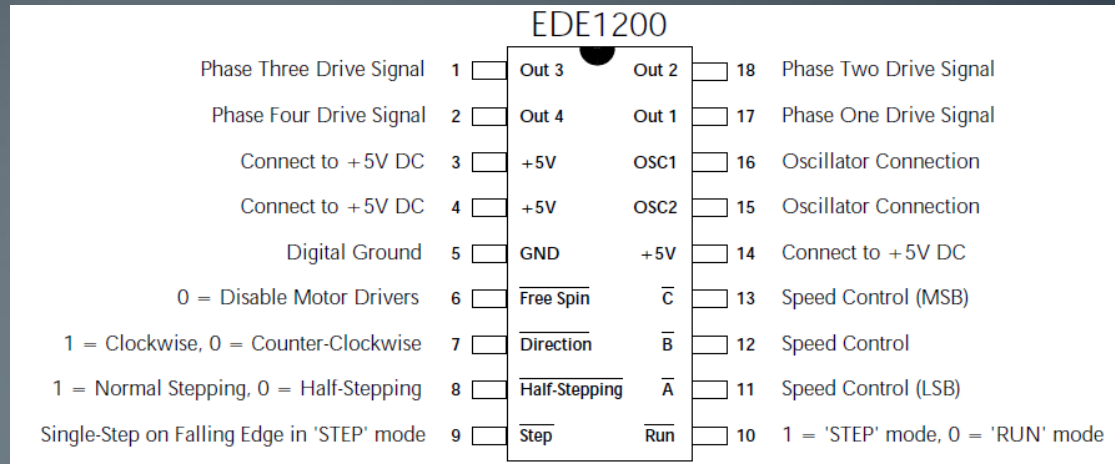 EDE1200
Phase Three Drive Signal 1 Out 3 Out 2 18 Phase Two Drive Signal
Phase Four Drive Signal 2 Out 4 Out 1 17 Phase One Drive Signal
Connect to +5V DC 3 +5V OSC1 16 Oscillator Connection
Connect to +5V DC 4 +5V OSC2 15 Oscillator Connection
Digital Ground 5 GND +5V 14 Connect to +5V DC
0 = Disable Motor Drivers 6 Free Spin C 13 Speed Control (MSB)
1 = Clockwise, 0 = Counter-Clockwise 7 Direction B 12 Speed Control
1 = Normal Stepping, 0 = Half-Stepping 8 Half-Stepping A 11 Speed Control (LSB)
Single-Step on Falling Edge in 'STEP' mode 9 Step Run 10 1 = 'STEP' mode, 0 = 'RUN' mode